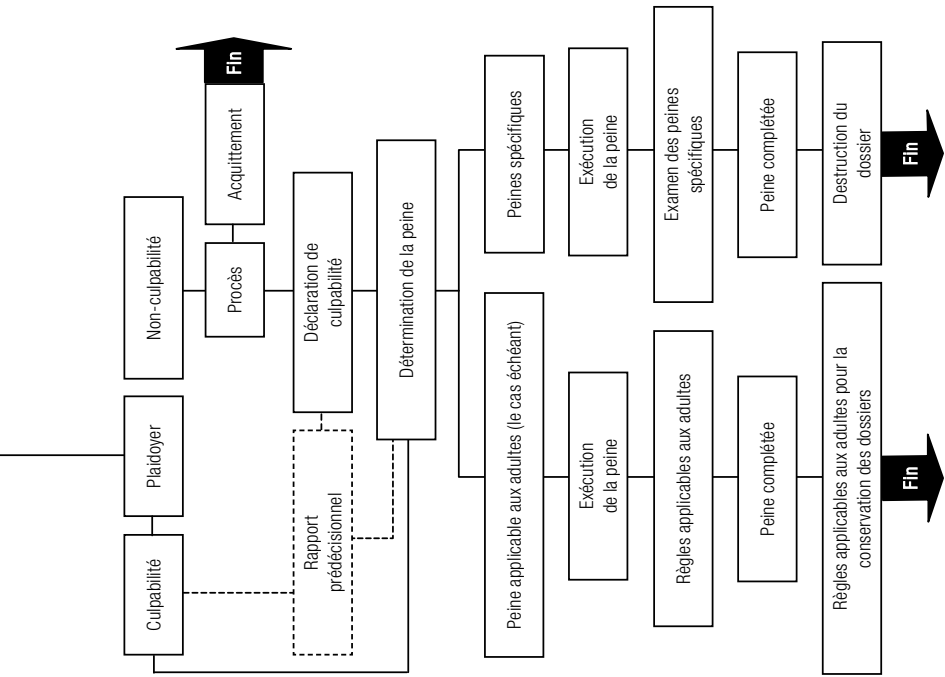 Culpabilité
Plaidoyer
Non-culpabilité
Procès
Acquittement
Fin
Rapport
prédécisionnel
Déclaration de
culpabilité
Détermination de la peine
Peine applicable aux adultes (le cas échéant)
Exécution
de la peine
Règles applicables aux adultes
Peine complétée
Règles applicables aux adultes pour la
conservation des dossiers
Fin
Peines spécifiques
Exécution
de la peine
Examen des peines
spécifiques
Peine complétée
Destruction du
dossier
Fin